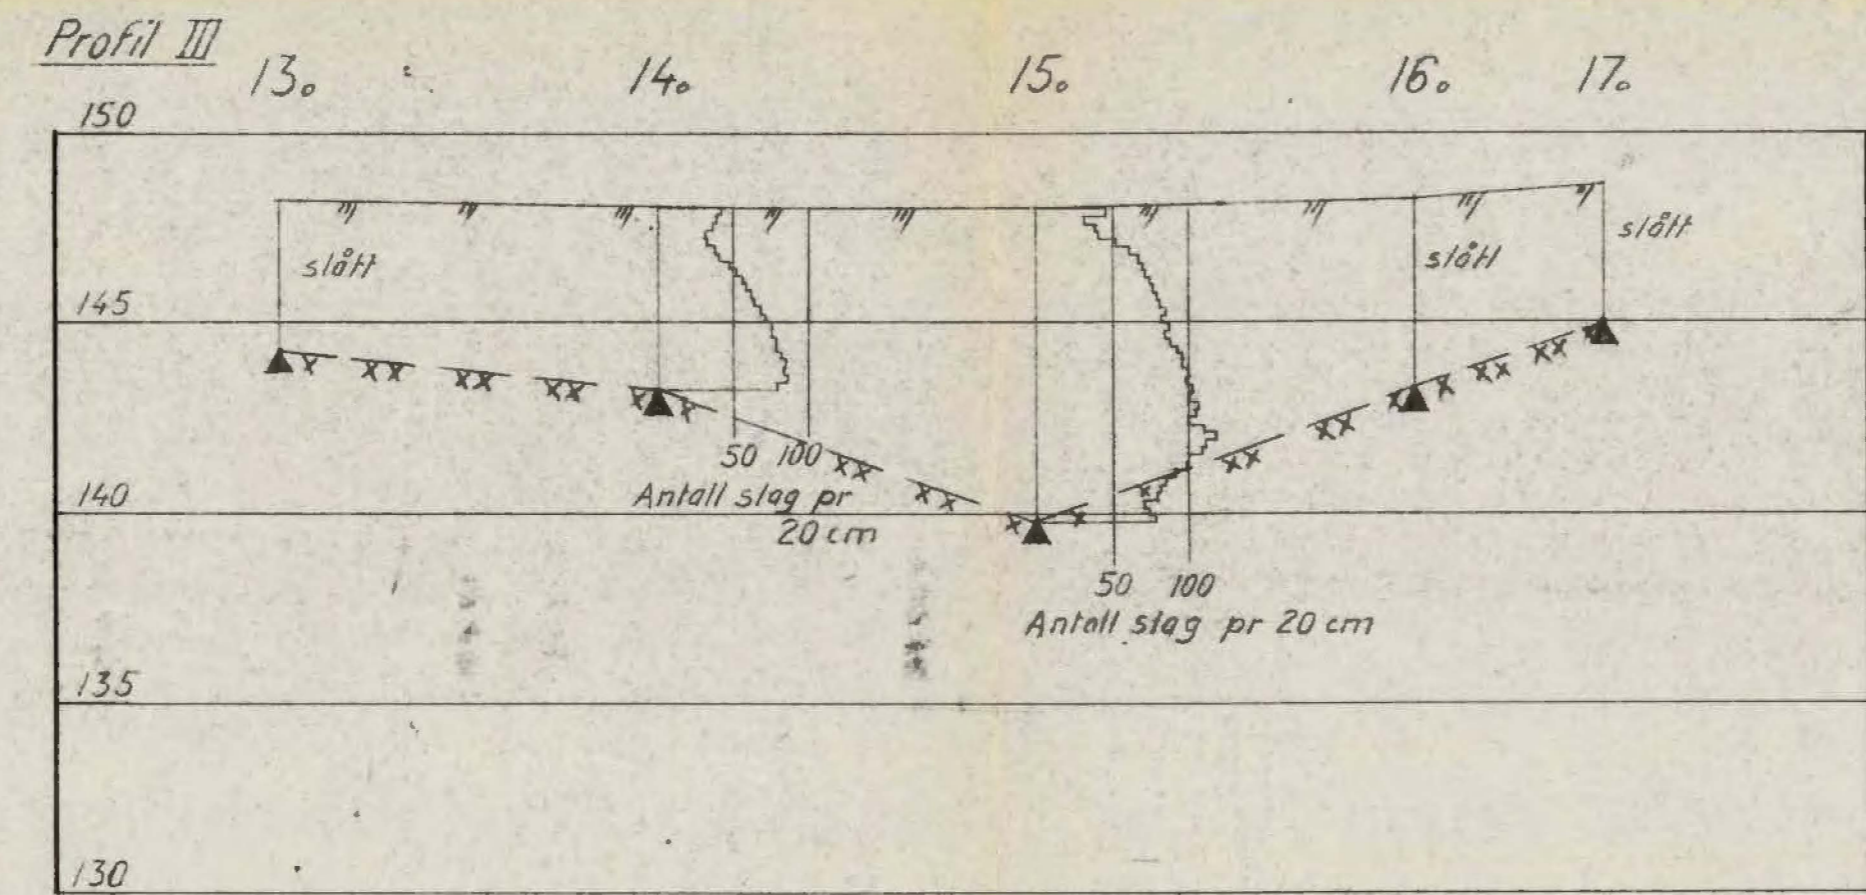 Profil III
13. 14. 15. 16. 17.
150
slått
slått
slått
145
50 100
Antall slag pr
20 cm
140
50 100
Antall slag pr 20 cm
135
130